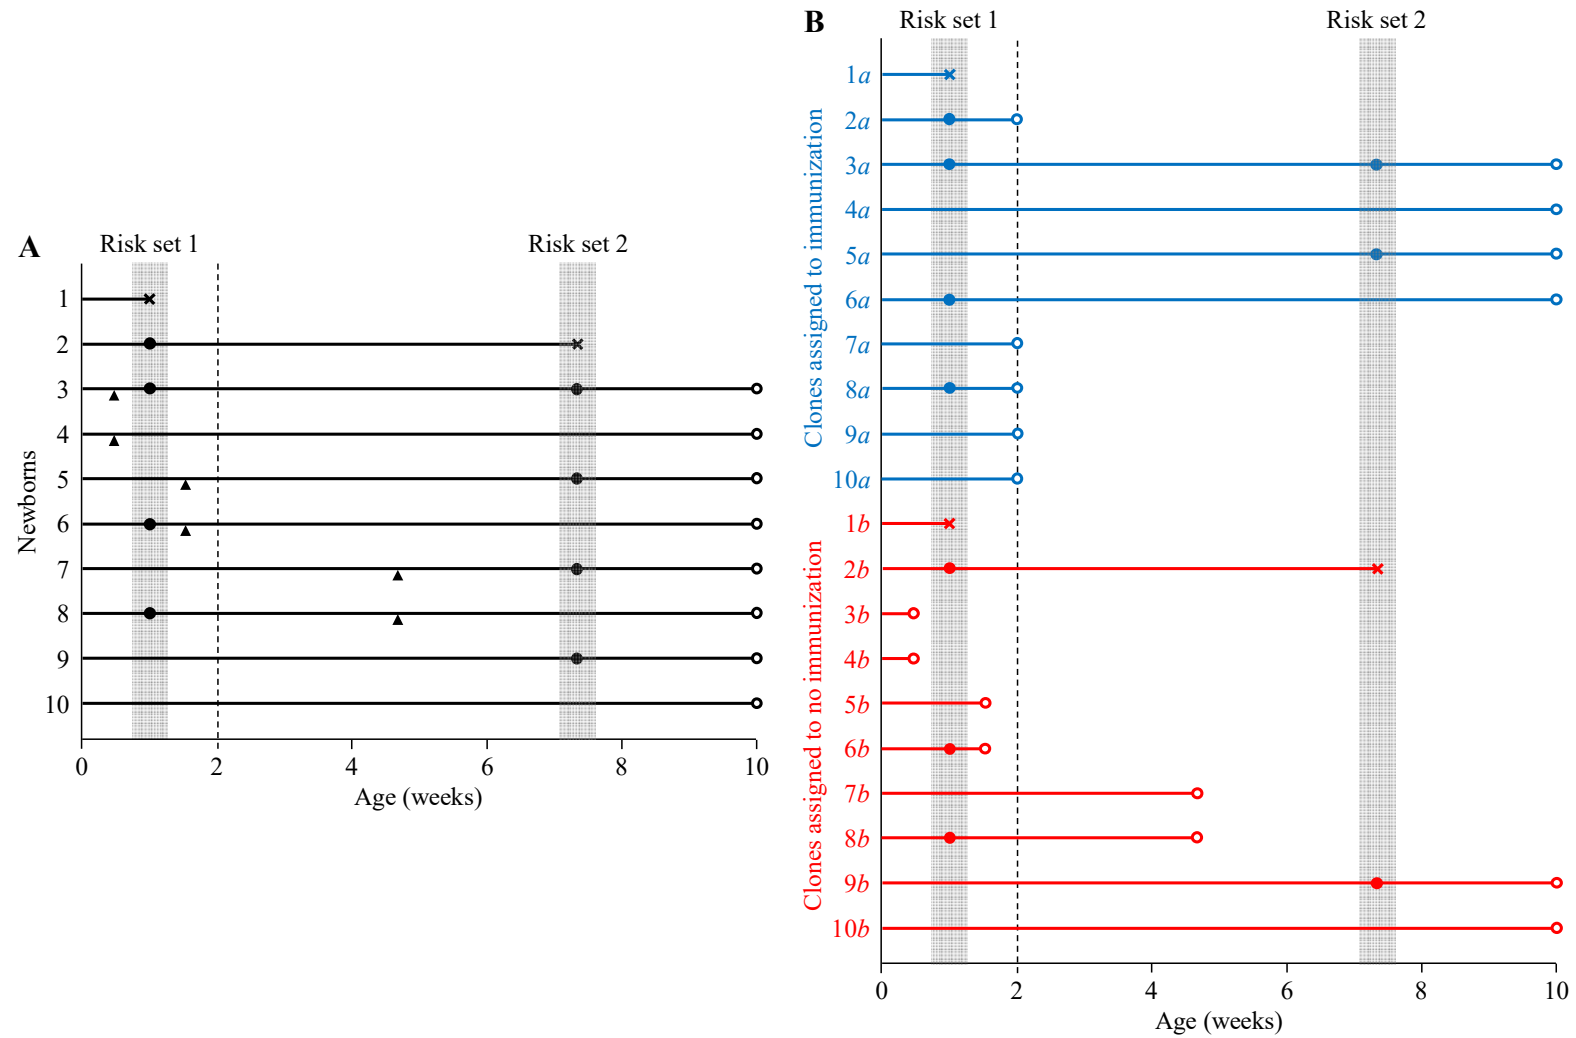 A
Risk set 1
Risk set 2
Newborns
1
2
3
4
5
6
7
8
9
10
0 2 4 6 8 10
Age (weeks)
B
Risk set 1
Risk set 2
Clones assigned to immunization
1a
2a
3a
4a
5a
6a
7a
8a
9a
10a
Clones assigned to no immunization
1b
2b
3b
4b
5b
6b
7b
8b
9b
10b
0 2 4 6 8 10
Age (weeks)